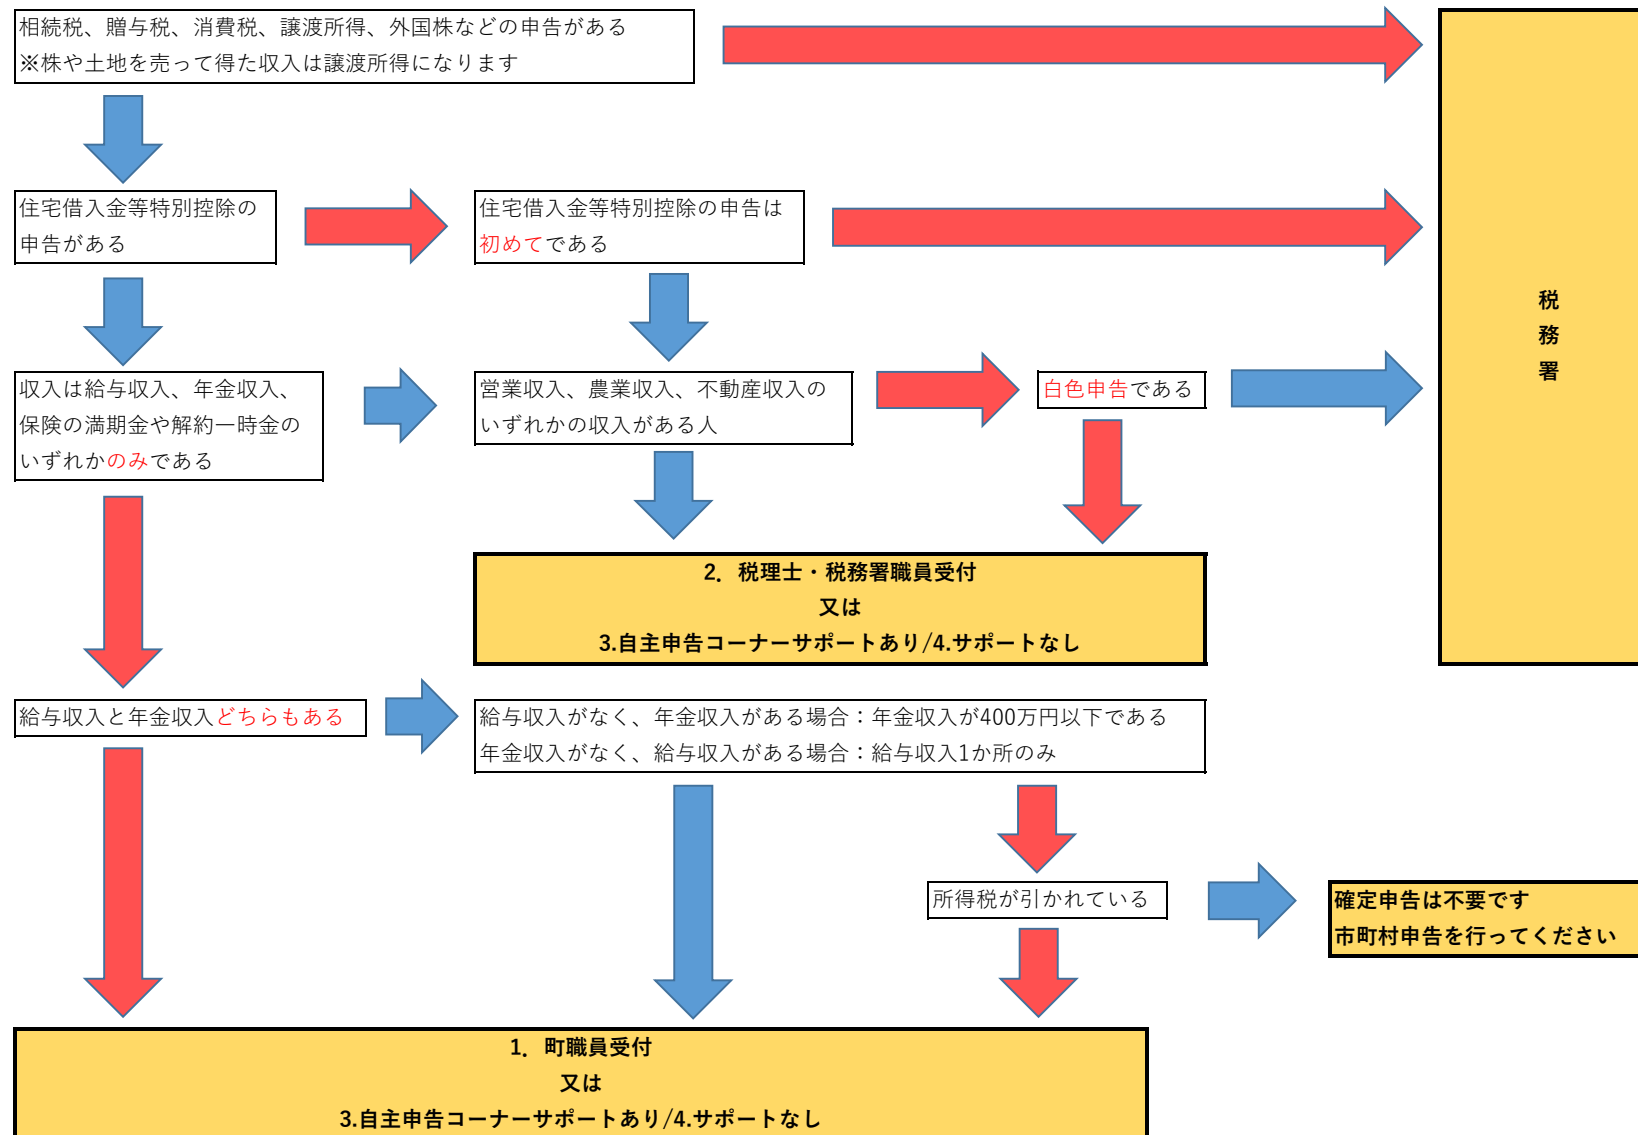 相続税、贈与税、消費税、譲渡所得、外国株などの申告がある
※株や土地を売って得た収入は譲渡所得になります
住宅借入金等特別控除の
申告がある
住宅借入金等特別控除の申告は
初めてである
税
務
署
収入は給与収入、年金収入、
保険の満期金や解約一時金の
いずれかのみである
営業収入、農業収入、不動産収入の
いずれかの収入がある人
白色申告である
2．税理士・税務署職員受付
又は
3.自主申告コーナーサポートあり/4.サポートなし
給与収入と年金収入どちらもある
給与収入がなく、年金収入がある場合：年金収入が400万円以下である
年金収入がなく、給与収入がある場合：給与収入1か所のみ
所得税が引かれている
確定申告は不要です
市町村申告を行ってください
1．町職員受付
又は
3.自主申告コーナーサポートあり/4.サポートなし